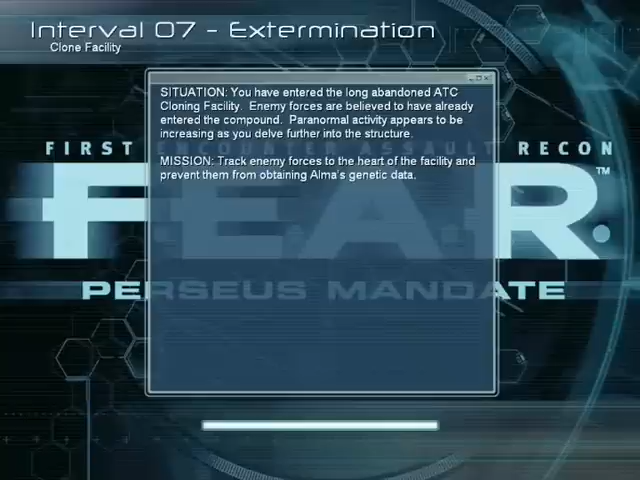 Interval 07 - Extermination
Clone Facility
SITUATION: You have entered the long abandoned ATC
Cloning Facility. Enemy forces are believed to have already
entered the compound. Paranormal activity appears to be
increasing as you delve further into the structure.
MISSION: Track enemy forces to the heart of the facility and
prevent them from obtaining Alma's genetic data.
FIRST ENCOUNTER ASSAULT RECON
F.E.A.R.™
PERSEUS MANDATE